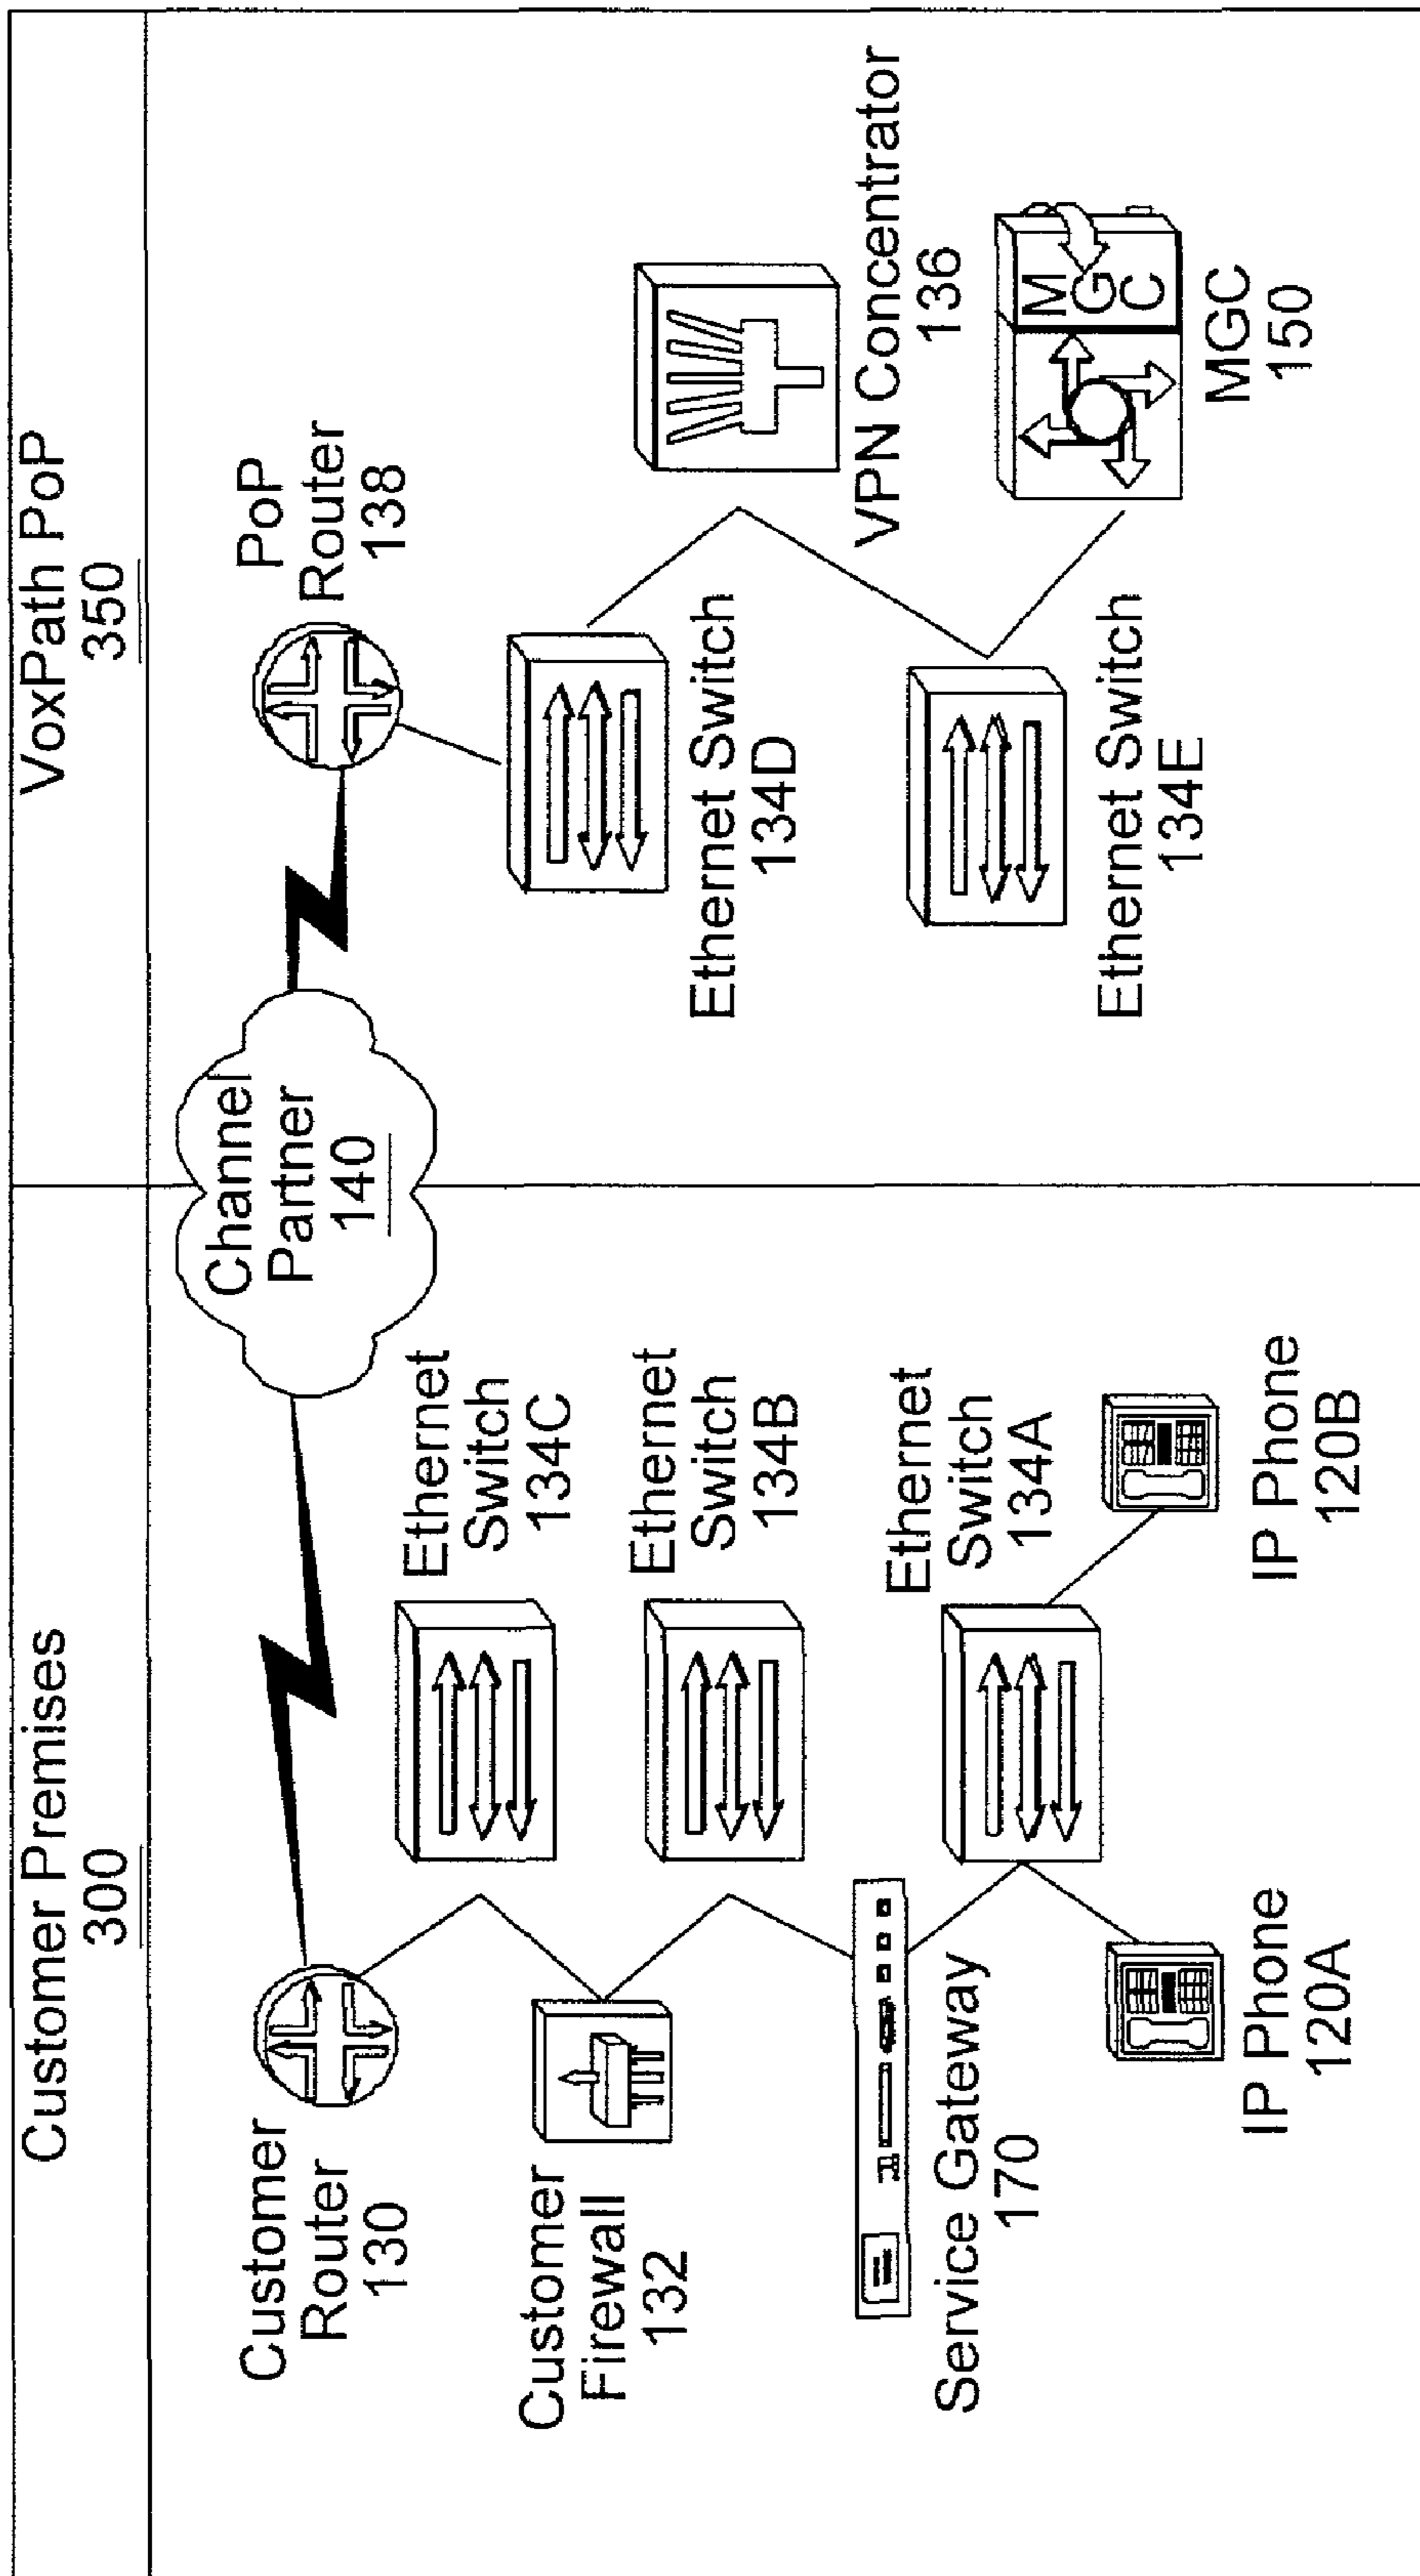 Customer Premises
300
VoxPath PoP
350
Customer
Router
130
Channel
Partner
140
PoP
Router
138
Ethernet
Switch
134C
Customer
Firewall
132
Ethernet
Switch
134B
Ethernet Switch
134D
VPN Concentrator
136
Service Gateway
170
Ethernet
Switch
134A
Ethernet Switch
134E
M
G
C
MGC
150
IP Phone
120A
IP Phone
120B